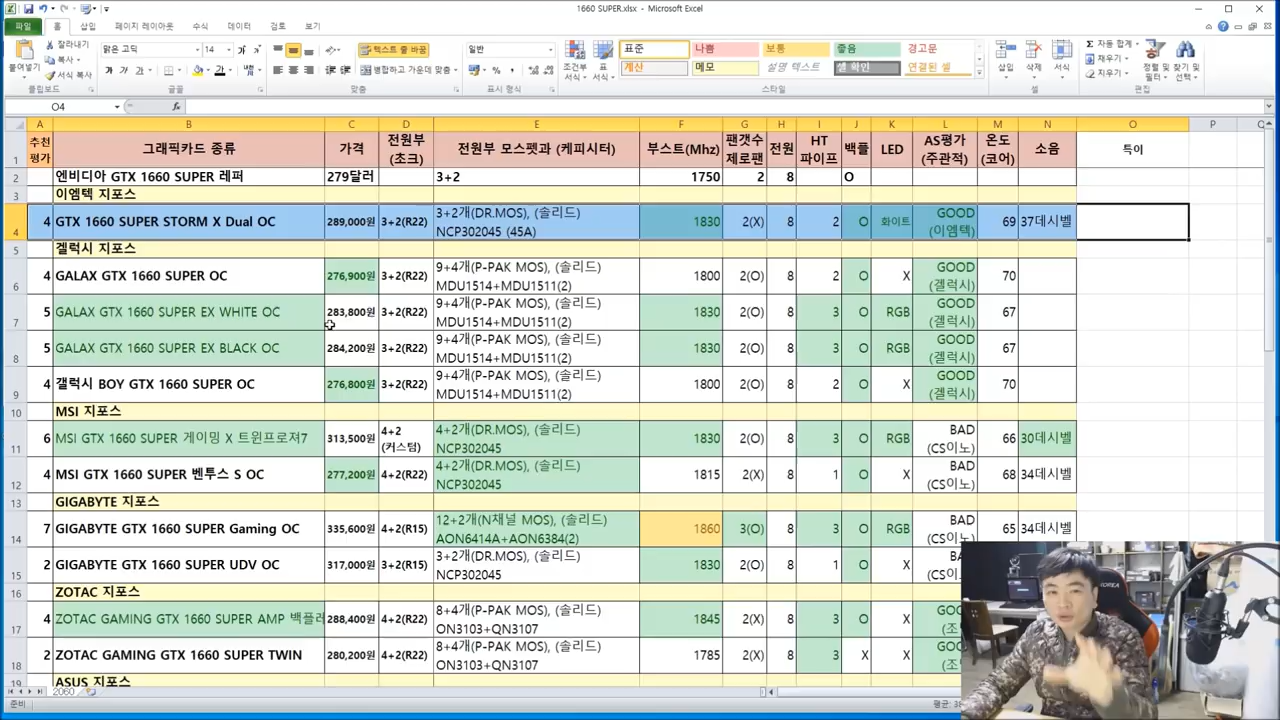 1660 SUPER.xlsx - Microsoft Excel
파일 홈 삽입 페이지 레이아웃 수식 데이터 검토 보기
붙여넣기 잘라내기 복사 서식 복사 클립보드
맑은 고딕 14 가 가 가 가 가 글꼴
텍스트 줄 바꿈 병합하고 가운데 맞춤 맞춤
일반 % 표시 형식
조건부 서식 표 서식 표준 나쁨 보통 좋음 경고문
계산 메모 설명 텍스트 셀 확인 연결된 셀 스타일
삽입 삭제 서식 셀
자동 합계 채우기 지우기 정렬 및 필터 찾기 및 선택 편집
O4 fx
A B C D E F G H I J K L M N O P Q
1 추천 평가 그래픽카드 종류 가격 전원부 (초크) 전원부 모스펫과 (케피시터) 부스트(Mhz) 팬갯수 제로팬 전원 HT 파이프 백플 LED AS평가 (주관적) 온도 (코어) 소음 특이
2 엔비디아 GTX 1660 SUPER 레퍼 279달러 3+2 1750 2 8 O
3 이엠텍 지포스
4 4 GTX 1660 SUPER STORM X Dual OC 289,000원 3+2(R22) 3+2개(DR.MOS), (솔리드) NCP302045 (45A) 1830 2(X) 8 2 O 화이트 GOOD (이엠텍) 69 37데시벨
5 겔럭시 지포스
6 4 GALAX GTX 1660 SUPER OC 276,900원 3+2(R22) 9+4개(P-PAK MOS), (솔리드) MDU1514+MDU1511(2) 1800 2(O) 8 2 O X GOOD (겔럭시) 70
7 5 GALAX GTX 1660 SUPER EX WHITE OC 283,800원 3+2(R22) 9+4개(P-PAK MOS), (솔리드) MDU1514+MDU1511(2) 1830 2(O) 8 3 O RGB GOOD (겔럭시) 67
8 5 GALAX GTX 1660 SUPER EX BLACK OC 284,200원 3+2(R22) 9+4개(P-PAK MOS), (솔리드) MDU1514+MDU1511(2) 1830 2(O) 8 3 O RGB GOOD (겔럭시) 67
9 4 갤럭시 BOY GTX 1660 SUPER OC 276,800원 3+2(R22) 9+4개(P-PAK MOS), (솔리드) MDU1514+MDU1511(2) 1800 2(O) 8 2 O X GOOD (겔럭시) 70
10 MSI 지포스
11 6 MSI GTX 1660 SUPER 게이밍 X 트윈프로져7 313,500원 4+2 (커스텀) 4+2개(DR.MOS), (솔리드) NCP302045 1830 2(O) 8 3 O RGB BAD (CS이노) 66 30데시벨
12 4 MSI GTX 1660 SUPER 벤투스 S OC 277,200원 4+2(R22) 4+2개(DR.MOS), (솔리드) NCP302045 1815 2(X) 8 1 O X BAD (CS이노) 68 34데시벨
13 GIGABYTE 지포스
14 7 GIGABYTE GTX 1660 SUPER Gaming OC 335,600원 4+2(R15) 12+2개(N채널 MOS), (솔리드) AON6414A+AON6384(2) 1860 3(O) 8 3 O RGB BAD (CS이노) 65 34데시벨
15 2 GIGABYTE GTX 1660 SUPER UDV OC 317,000원 3+2(R15) 3+2개(DR.MOS), (솔리드) NCP302045 1830 2(O) 8 1 O X BAD (CS이노)
16 ZOTAC 지포스
17 4 ZOTAC GAMING GTX 1660 SUPER AMP 백플레 288,400원 4+2(R22) 8+4개(P-PAK MOS), (솔리드) ON3103+QN3107 1845 2(X) 8 3 O X
18 2 ZOTAC GAMING GTX 1660 SUPER TWIN 280,200원 4+2(R22) 8+4개(P-PAK MOS), (솔리드) ON3103+QN3107 1785 2(X) 8 3 X X
19 ASUS 지포스
2060
준비